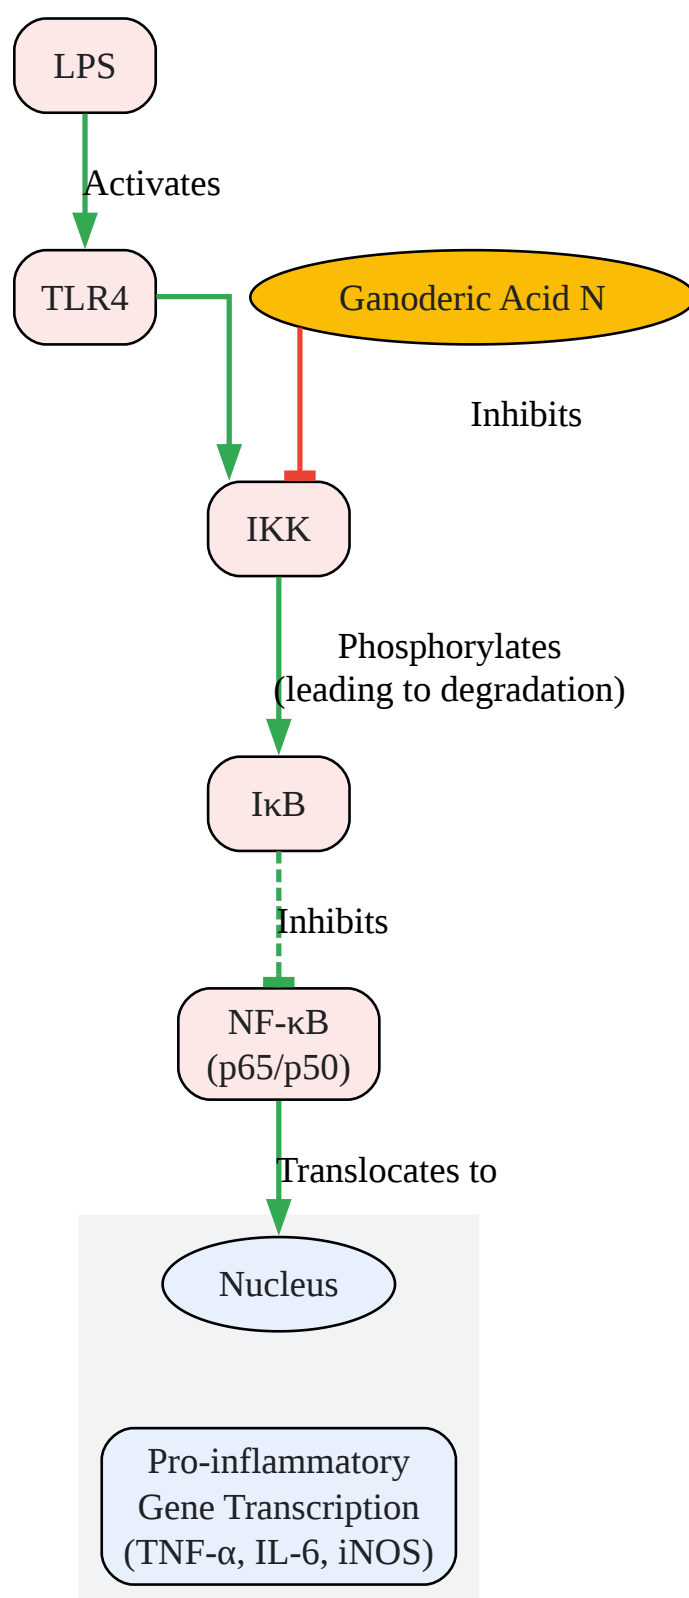 LPS
Activates
TLR4
Ganoderic Acid N
Inhibits
IKK
Phosphorylates
(leading to degradation)
IκB
Inhibits
NF-κB
(p65/p50)
Translocates to
Nucleus
Pro-inflammatory
Gene Transcription
(TNF-α, IL-6, iNOS)